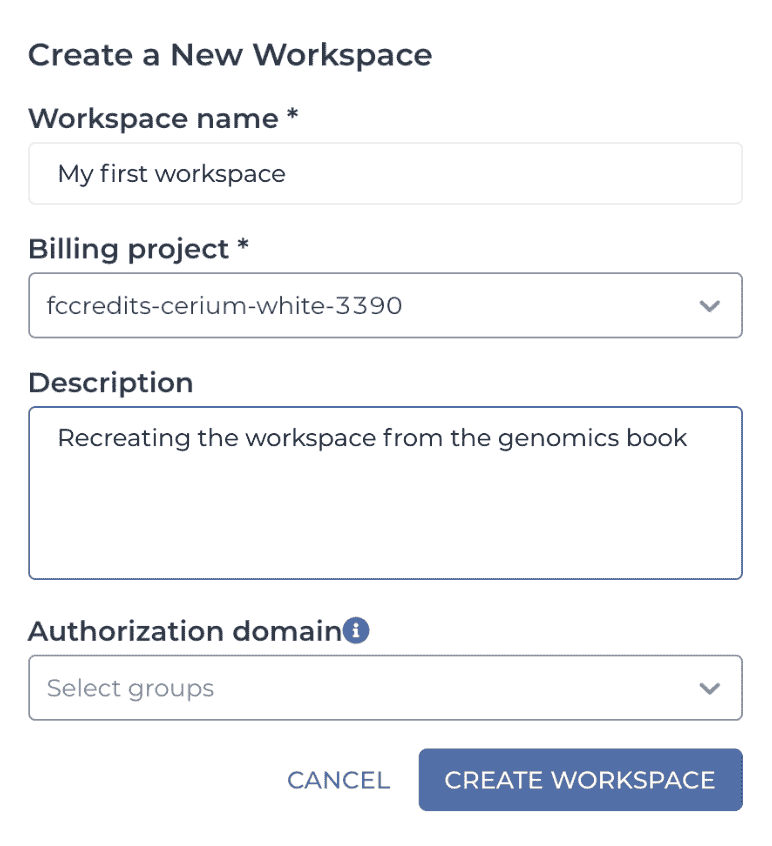 Create a New Workspace
Workspace name *
My first workspace
Billing project *
fccredits-cerium-white-3390
Description
Recreating the workspace from the genomics book
Authorization domain
Select groups
CANCEL CREATE WORKSPACE